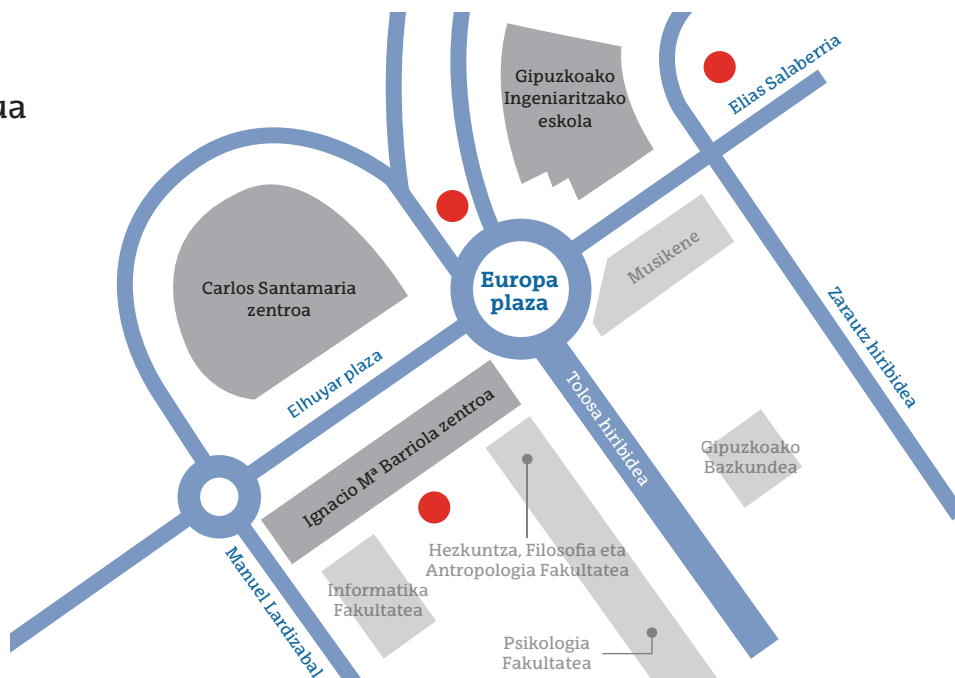 ua
Gipuzkoako
Ingeniaritzako
eskola
Elias Salaberria
Musikene
Carlos Santamaria
zentroa
Europa
plaza
Zarautz hiribidea
Elhuyar plaza
Tolosa hiribidea
Ignacio Mª Barriola zentroa
Gipuzkoako
Bazkundea
Hezkuntza, Filosofia eta
Antropologia Fakultatea
Manuel Lardizabal
Informatika
Fakultatea
Psikologia
Fakultatea